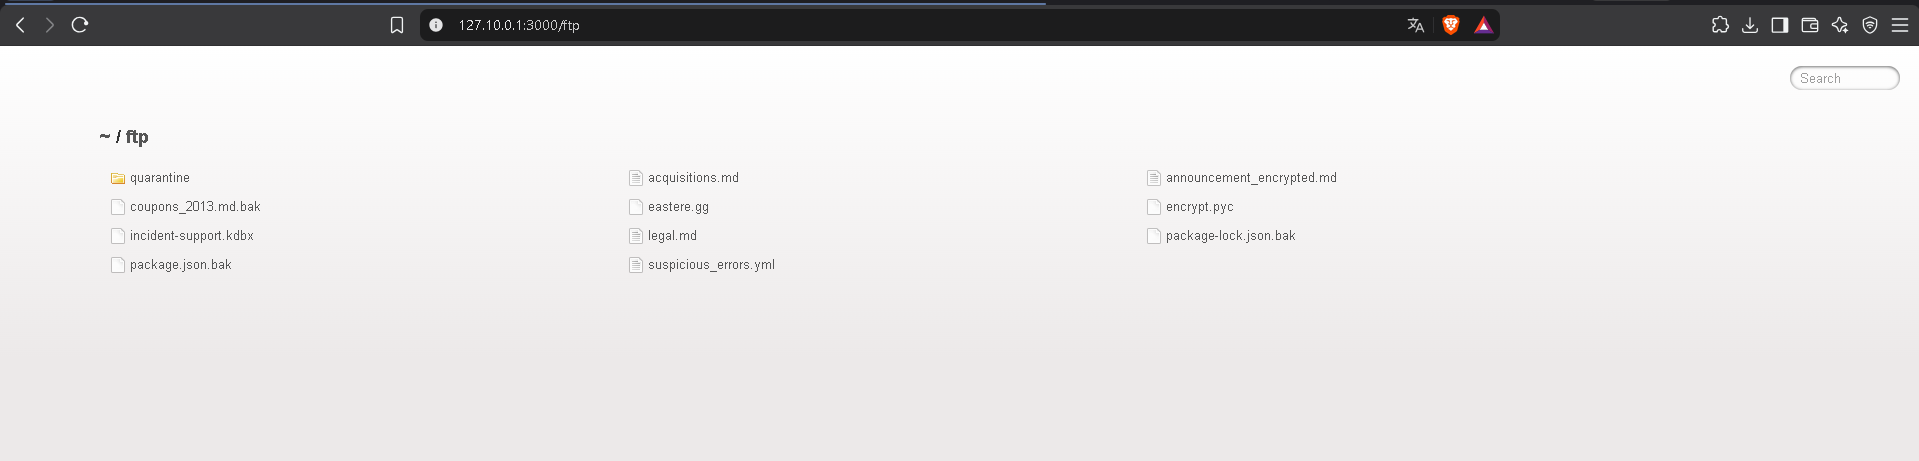 127.10.0.1:3000/ftp
Search
~ / ftp
quarantine acquisitions.md announcement_encrypted.md
coupons_2013.md.bak eastere.gg encrypt.pyc
incident-support.kdbx legal.md package-lock.json.bak
package.json.bak suspicious_errors.yml